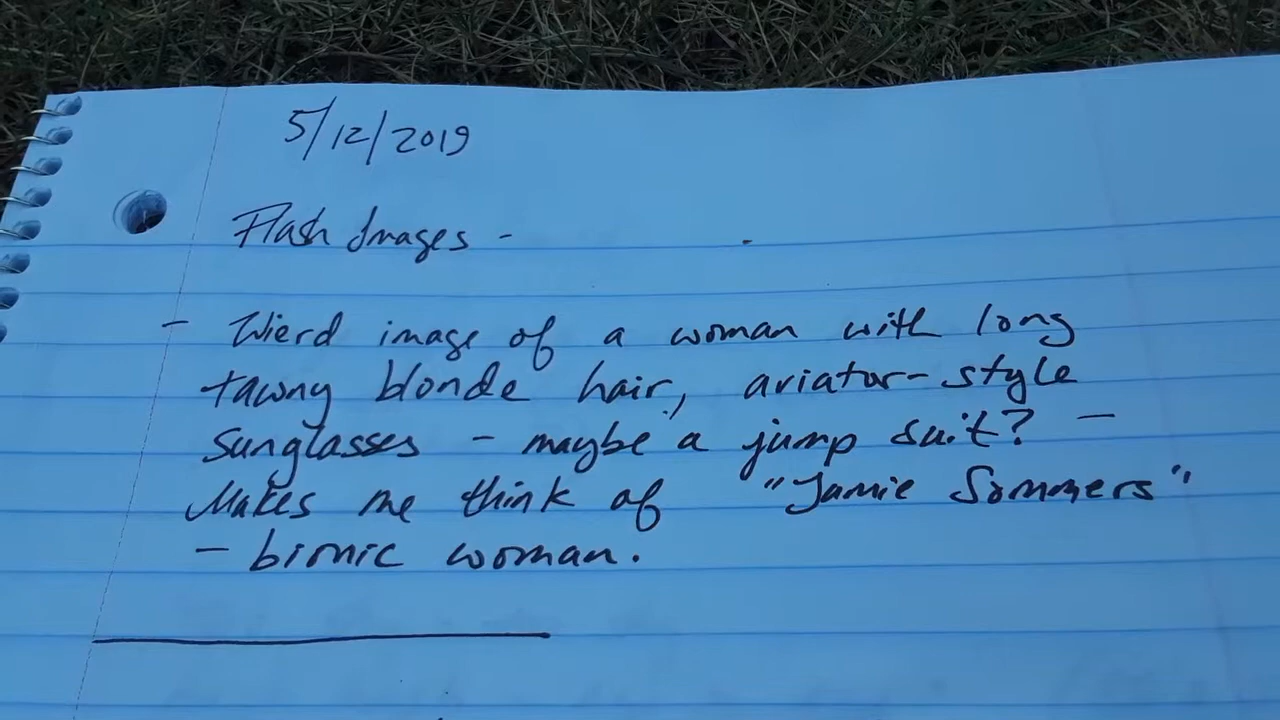 5/12/2019
Flash Images -
- Wierd image of a woman with long
tawny blonde hair, aviator-style
sunglasses - maybe a jump suit? -
Makes me think of "Jamie Sommers"
- bionic woman.